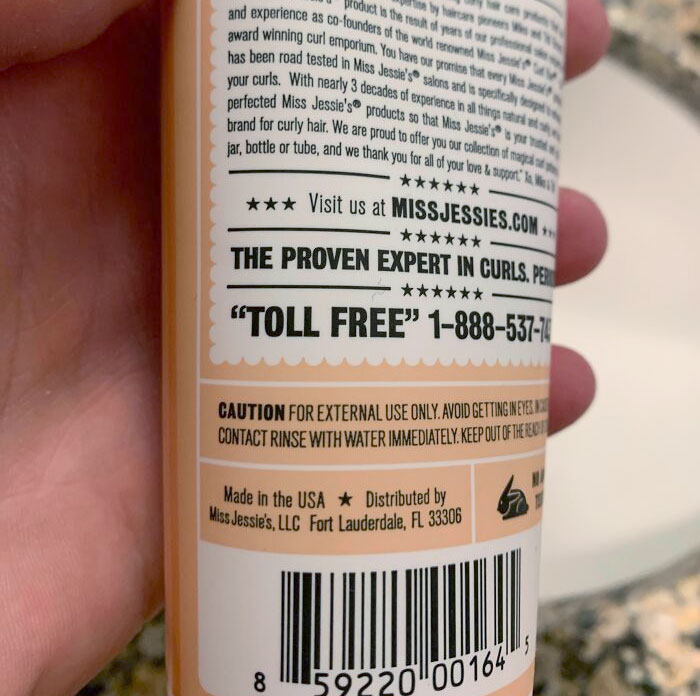 product is the result of years of our professional
and experience as co-founders of the world renowned Miss Jessie's®
award winning curl emporium. You have our promise that every Miss Jessie's®
has been road tested in Miss Jessie's® salons and is specifically designed
your curls. With nearly 3 decades of experience in all things natural and
perfected Miss Jessie's® products so that Miss Jessie's® is your trusted
brand for curly hair. We are proud to offer you our collection of magical
jar, bottle or tube, and we thank you for all of your love & support."
★★★★★★
★★★ Visit us at MISSJESSIES.COM ★★
★★★★★★
THE PROVEN EXPERT IN CURLS.
★★★★★★
“TOLL FREE” 1-888-537-7
CAUTION FOR EXTERNAL USE ONLY. AVOID GETTING IN EYES,
CONTACT RINSE WITH WATER IMMEDIATELY. KEEP OUT OF THE REACH
Made in the USA ★ Distributed by
Miss Jessie's, LLC Fort Lauderdale, FL 33306
8 59220 00164 5